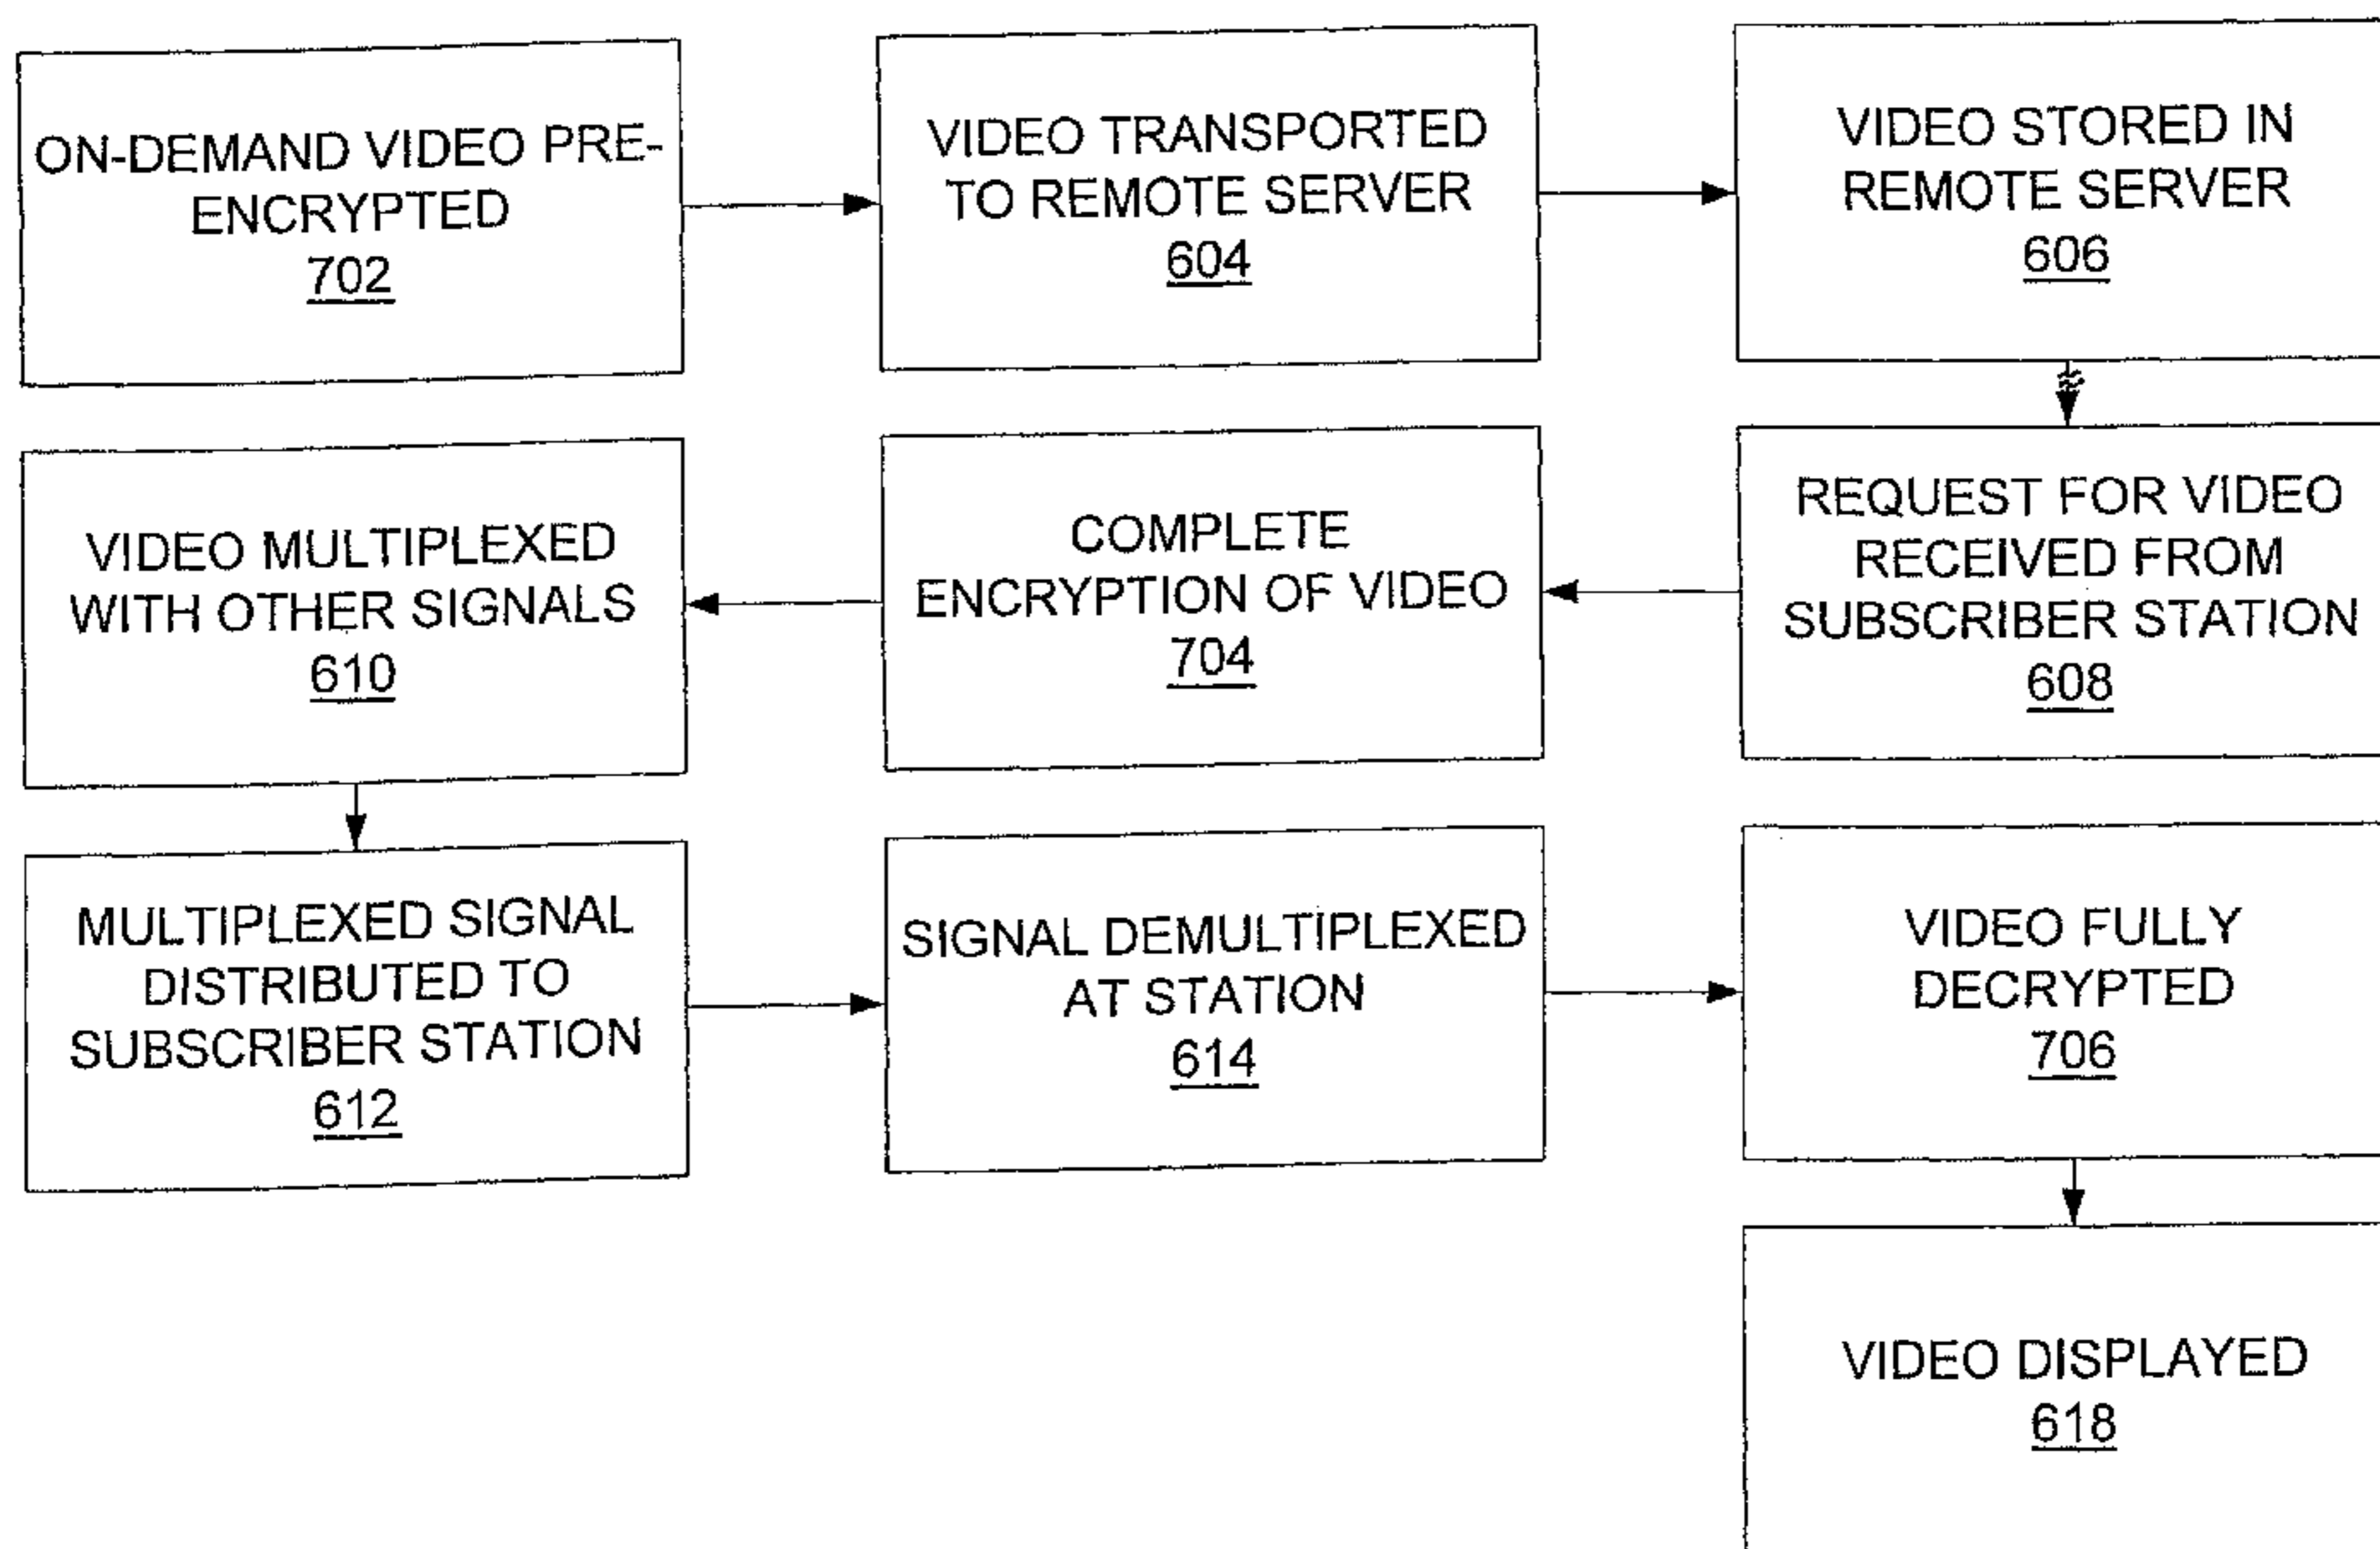 ON-DEMAND VIDEO PRE-
ENCRYPTED
702
VIDEO TRANSPORTED
TO REMOTE SERVER
604
VIDEO STORED IN
REMOTE SERVER
606
REQUEST FOR VIDEO
RECEIVED FROM
SUBSCRIBER STATION
608
COMPLETE
ENCRYPTION OF VIDEO
704
VIDEO MULTIPLEXED
WITH OTHER SIGNALS
610
MULTIPLEXED SIGNAL
DISTRIBUTED TO
SUBSCRIBER STATION
612
SIGNAL DEMULTIPLEXED
AT STATION
614
VIDEO FULLY
DECRYPTED
706
VIDEO DISPLAYED
618